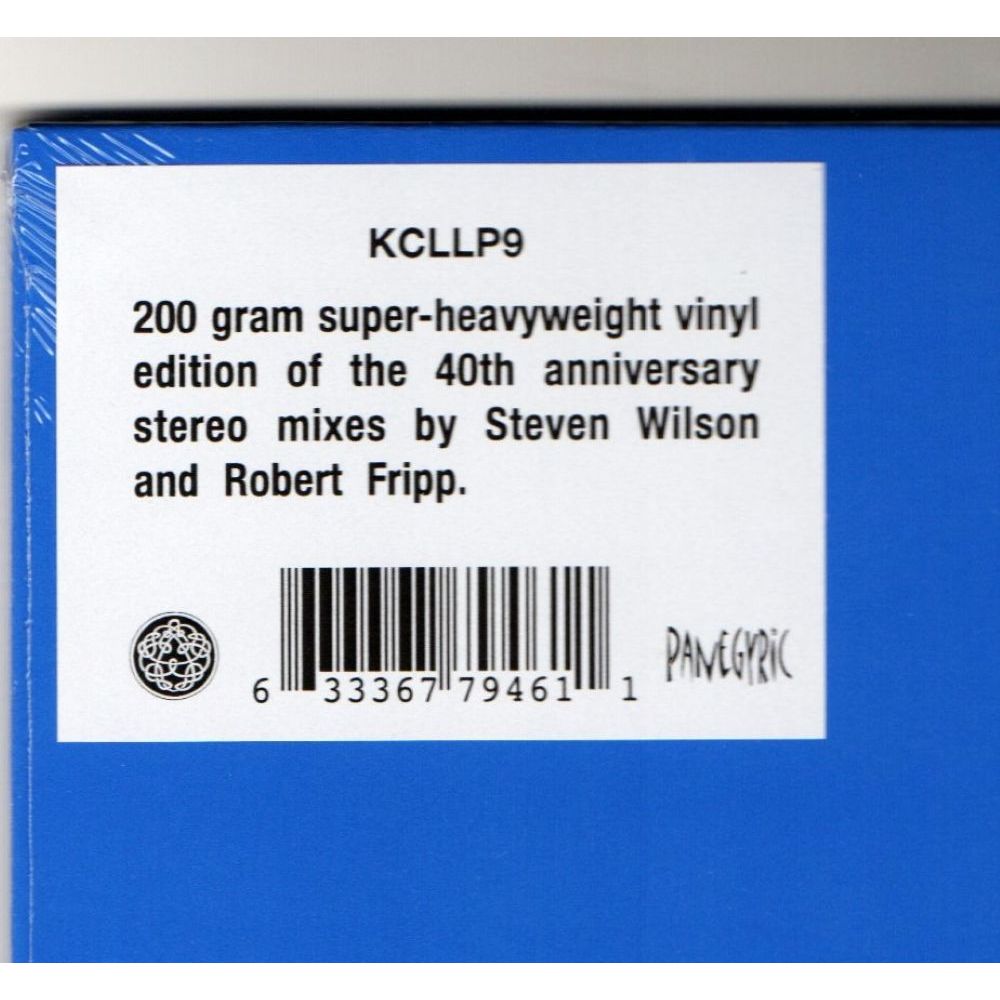 KCLLP9
200 gram super-heavyweight vinyl
edition of the 40th anniversary
stereo mixes by Steven Wilson
and Robert Fripp.
6 33367 79461 1
PANEGYRIC